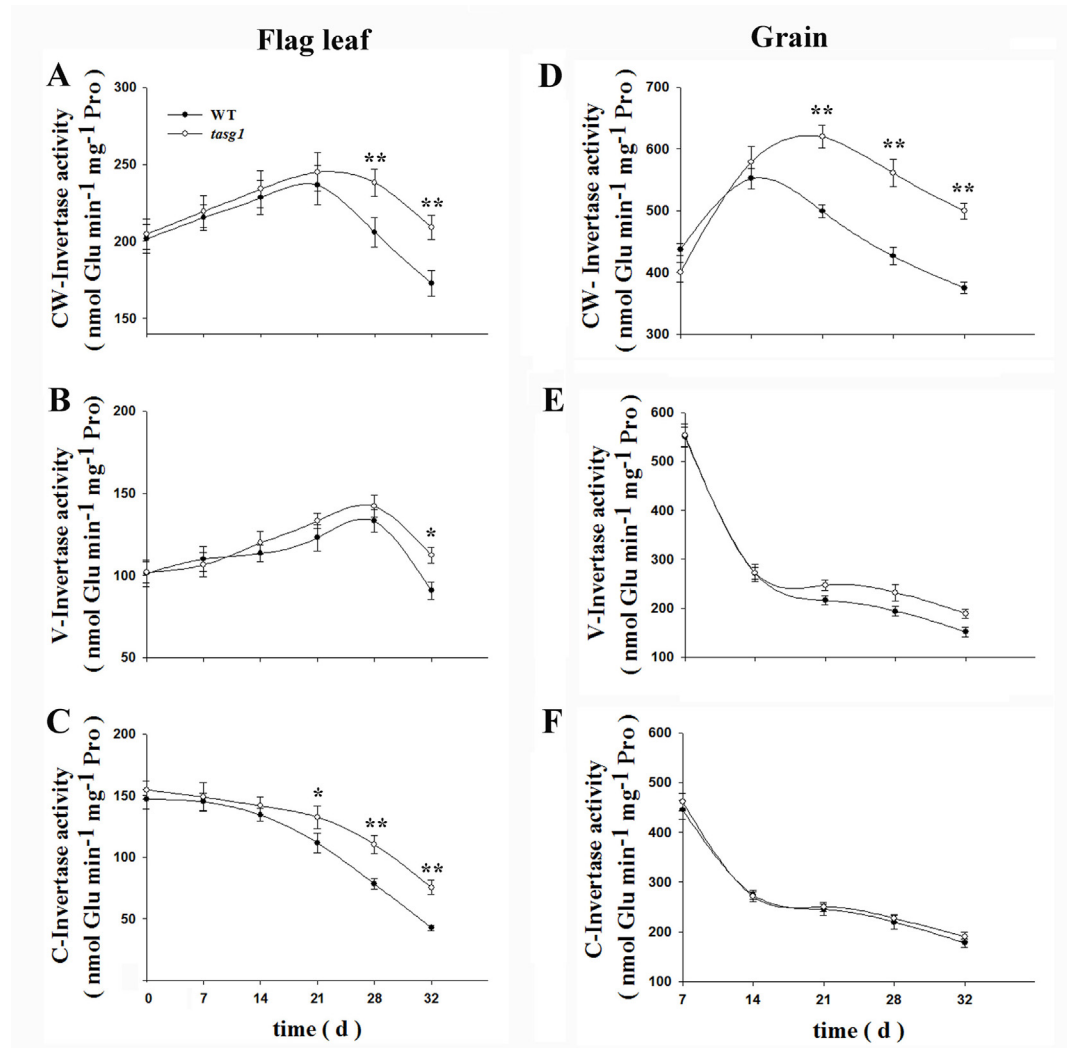 Flag leaf
Grain
A
CW-Invertase activity
( nmol Glu min-1 mg-1 Pro )
300
250
200
150
WT
tasg1
**
**
D
CW- Invertase activity
( nmol Glu min-1 mg-1 Pro )
700
600
500
400
300
**
**
**
B
V-Invertase activity
( nmol Glu min-1 mg-1 Pro )
200
150
100
50
*
E
V-Invertase activity
( nmol Glu min-1 mg-1 Pro )
600
500
400
300
200
100
C
C-Invertase activity
( nmol Glu min-1 mg-1 Pro )
200
150
100
50
*
**
**
0 7 14 21 28 32
time ( d )
F
C-Invertase activity
( nmol Glu min-1 mg-1 Pro )
600
500
400
300
200
100
7 14 21 28 32
time ( d )